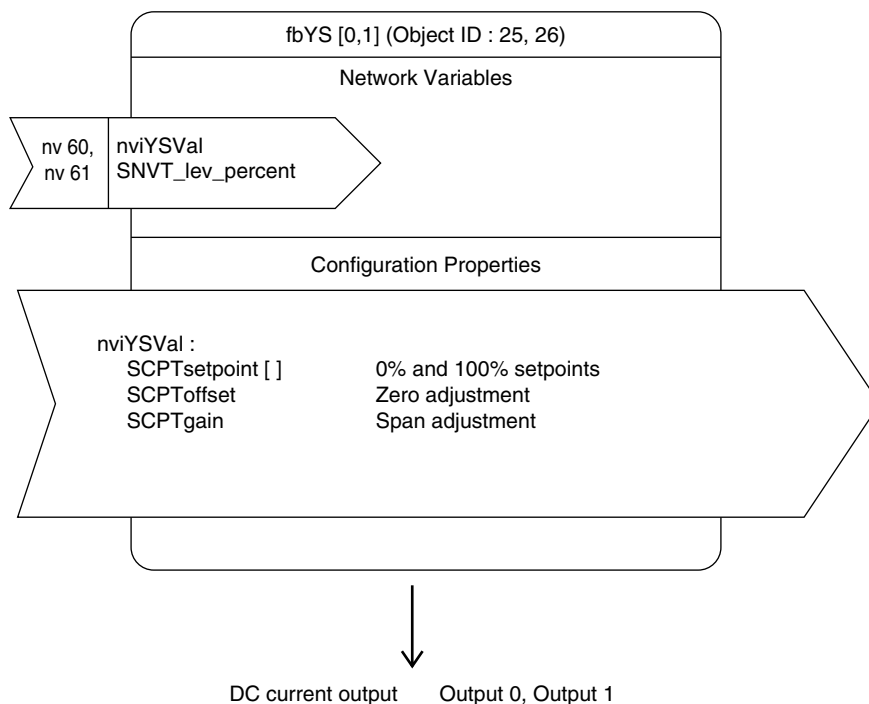 fbYS [0,1] (Object ID : 25, 26)
Network Variables
nv 60, nviYSVal
nv 61 SNVT_lev_percent
Configuration Properties
nviYSVal :
SCPTsetpoint [ ] 0% and 100% setpoints
SCPToffset Zero adjustment
SCPTgain Span adjustment
DC current output Output 0, Output 1